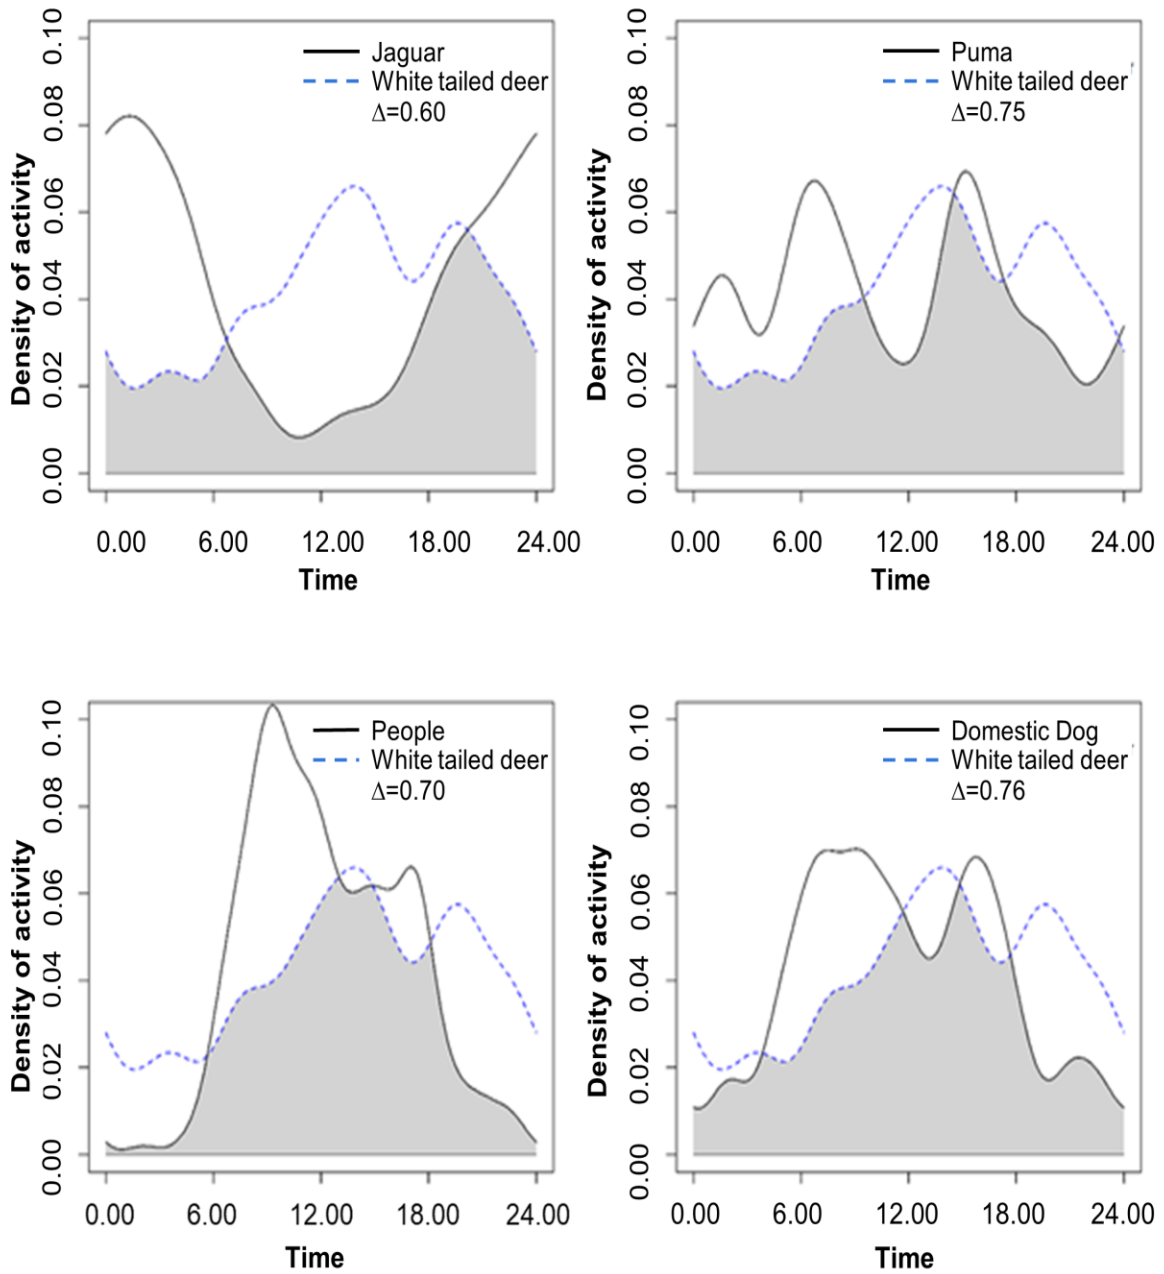 Jaguar
White tailed deer
Δ=0.60
Density of activity
0.10
0.08
0.06
0.04
0.02
0.00
0.00 6.00 12.00 18.00 24.00
Time
Puma
White tailed deer
Δ=0.75
Density of activity
0.10
0.08
0.06
0.04
0.02
0.00
0.00 6.00 12.00 18.00 24.00
Time
People
White tailed deer
Δ=0.70
Density of activity
0.10
0.08
0.06
0.04
0.02
0.00
0.00 6.00 12.00 18.00 24.00
Time
Domestic Dog
White tailed deer
Δ=0.76
Density of activity
0.10
0.08
0.06
0.04
0.02
0.00
0.00 6.00 12.00 18.00 24.00
Time